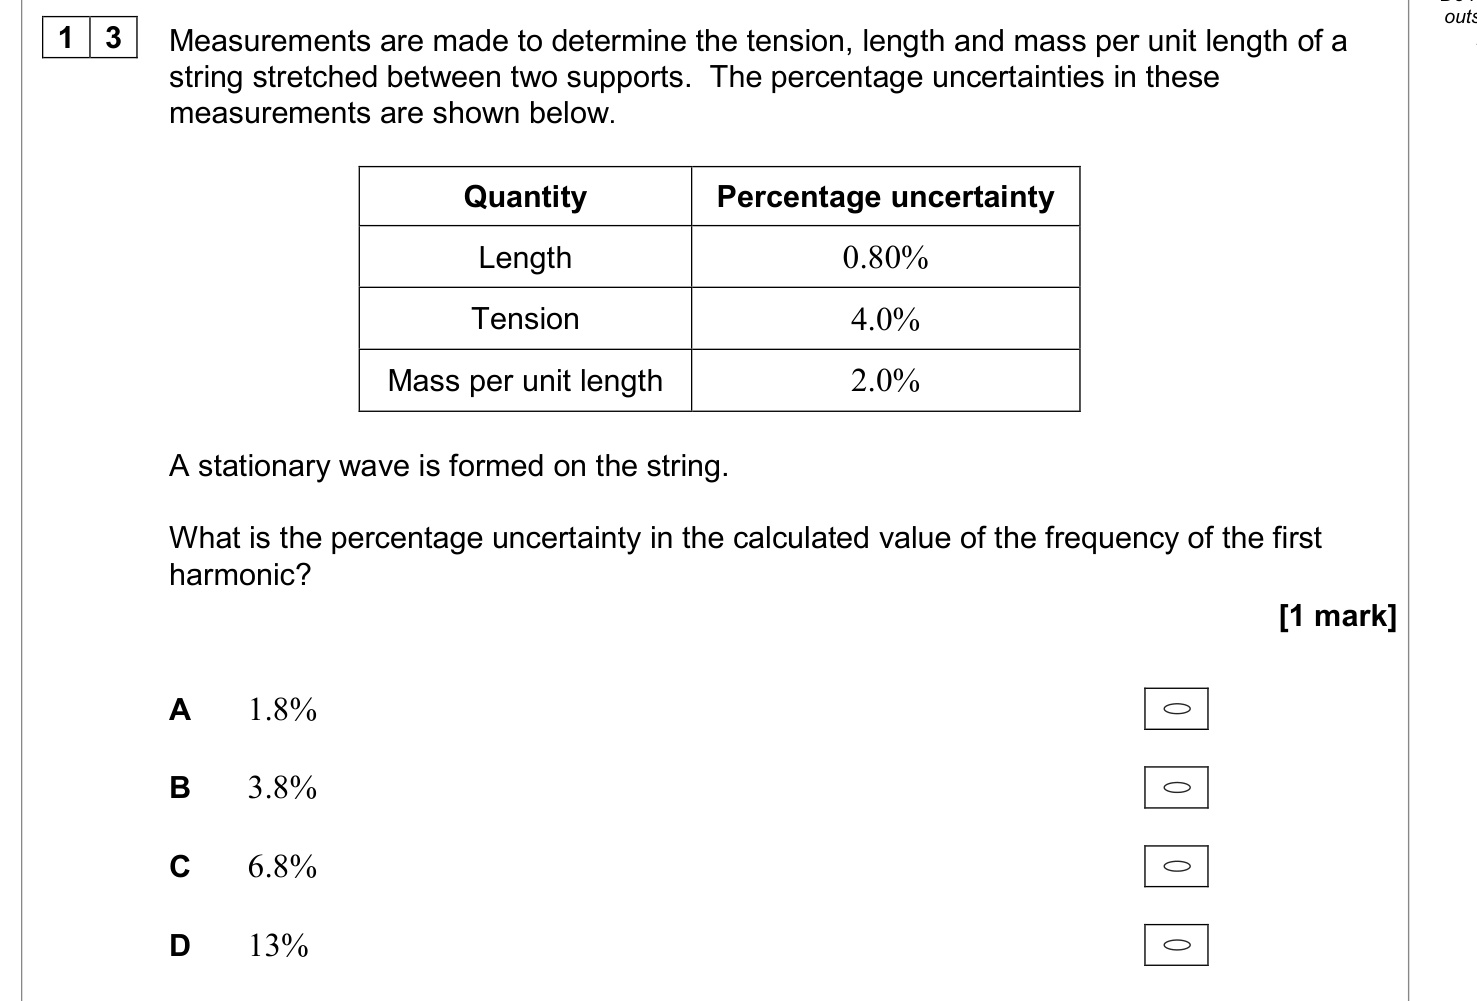 outs
1 3 Measurements are made to determine the tension, length and mass per unit length of a
string stretched between two supports. The percentage uncertainties in these
measurements are shown below.
Quantity Percentage uncertainty
Length 0.80%
Tension 4.0%
Mass per unit length 2.0%
A stationary wave is formed on the string.
What is the percentage uncertainty in the calculated value of the frequency of the first
harmonic?
[1 mark]
A 1.8%
B 3.8%
C 6.8%
D 13%